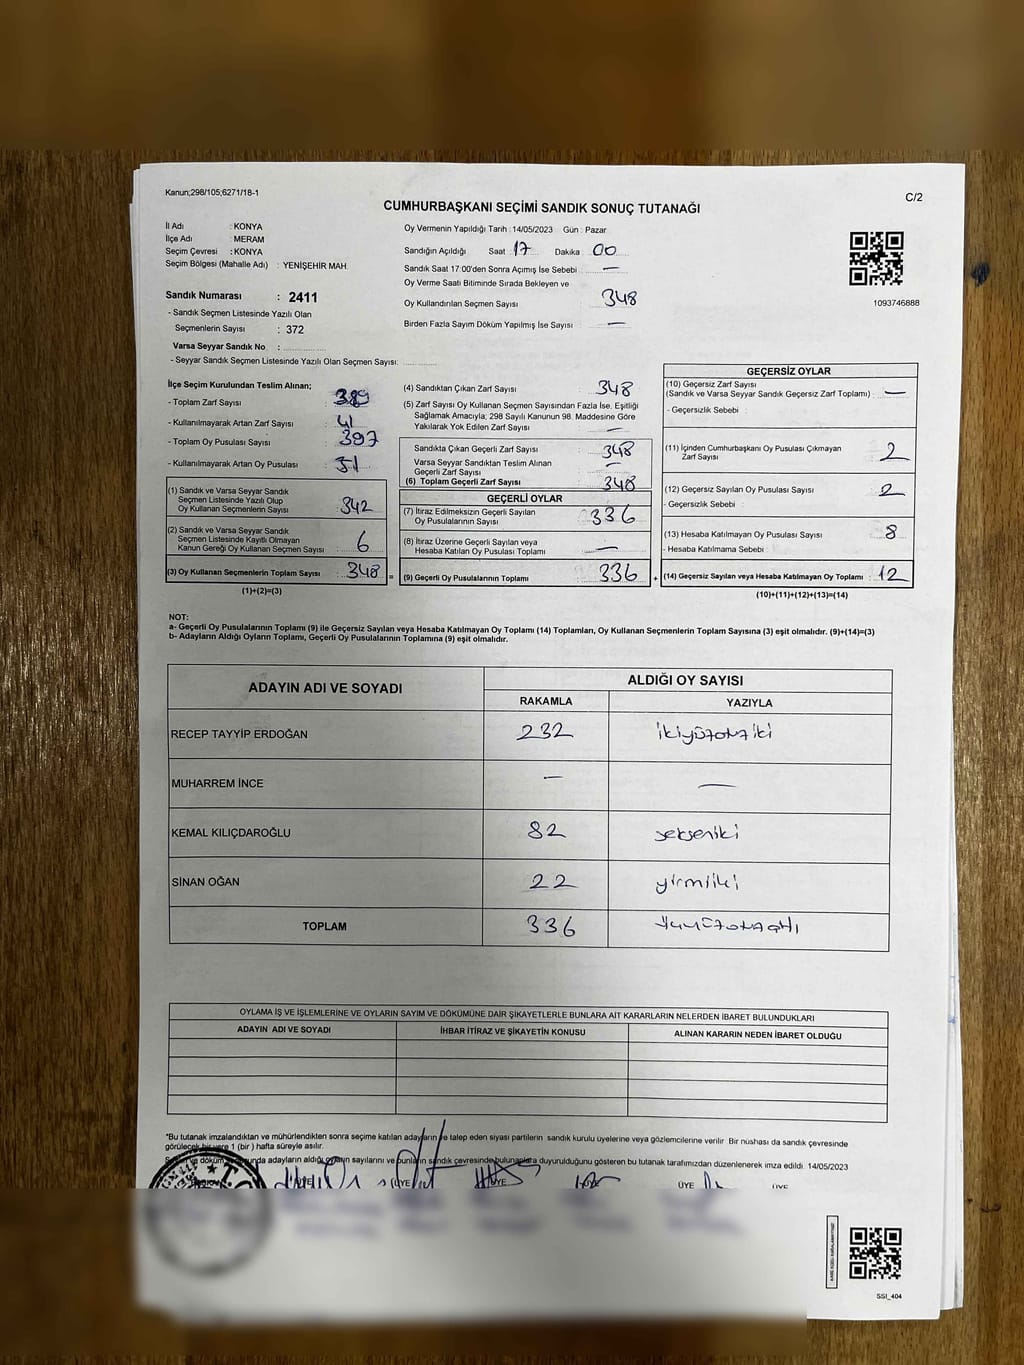 Kanun;298/105;6271/18-1
C/2
CUMHURBAŞKANI SEÇİMİ SANDIK SONUÇ TUTANAĞI
İl Adı : KONYA
İlçe Adı : MERAM
Seçim Çevresi : KONYA
Seçim Bölgesi (Mahalle Adı) : YENİŞEHİR MAH.
Oy Vermenin Yapıldığı Tarih : 14/05/2023 Gün : Pazar
Sandığın Açıldığı Saat 17 Dakika 00
Sandık Saat 17:00'den Sonra Açılmış İse Sebebi : —
Oy Verme Saati Bitiminde Sırada Bekleyen ve
Oy Kullandırılan Seçmen Sayısı : 348
Birden Fazla Sayım Döküm Yapılmış İse Sayısı : —
1093746888
Sandık Numarası : 2411
- Sandık Seçmen Listesinde Yazılı Olan
Seçmenlerin Sayısı : 372
Varsa Seyyar Sandık No :
- Seyyar Sandık Seçmen Listesinde Yazılı Olan Seçmen Sayısı:
İlçe Seçim Kurulundan Teslim Alınan;
- Toplam Zarf Sayısı : 389
- Kullanılmayarak Artan Zarf Sayısı : 41
- Toplam Oy Pusulası Sayısı : 397
- Kullanılmayarak Artan Oy Pusulası : 51
(1) Sandık ve Varsa Seyyar Sandık
Seçmen Listesinde Yazılı Olup
Oy Kullanan Seçmenlerin Sayısı : 342
(2) Sandık ve Varsa Seyyar Sandık
Seçmen Listesinde Kayıtlı Olmayan
Kanun Gereği Oy Kullanan Seçmen Sayısı : 6
(3) Oy Kullanan Seçmenlerin Toplam Sayısı : 348 =
(1)+(2)=(3)
(4) Sandıktan Çıkan Zarf Sayısı : 348
(5) Zarf Sayısı Oy Kullanan Seçmen Sayısından Fazla İse, Eşitliği
Sağlamak Amacıyla; 298 Sayılı Kanunun 98. Maddesine Göre
Yakılarak Yok Edilen Zarf Sayısı : —
Sandıkta Çıkan Geçerli Zarf Sayısı : 348
Varsa Seyyar Sandıktan Teslim Alınan
Geçerli Zarf Sayısı : —
(6) Toplam Geçerli Zarf Sayısı : 348
GEÇERLİ OYLAR
(7) İtiraz Edilmeksizin Geçerli Sayılan
Oy Pusulalarının Sayısı : 336
(8) İtiraz Üzerine Geçerli Sayılan veya
Hesaba Katılan Oy Pusulası Toplamı : —
(9) Geçerli Oy Pusulalarının Toplamı : 336 +
GEÇERSİZ OYLAR
(10) Geçersiz Zarf Sayısı
(Sandık ve Varsa Seyyar Sandık Geçersiz Zarf Toplamı) : —
- Geçersizlik Sebebi :
(11) İçinden Cumhurbaşkanı Oy Pusulası Çıkmayan
Zarf Sayısı : 2
(12) Geçersiz Sayılan Oy Pusulası Sayısı : 2
- Geçersizlik Sebebi :
(13) Hesaba Katılmayan Oy Pusulası Sayısı : 8
- Hesaba Katılmama Sebebi :
(14) Geçersiz Sayılan veya Hesaba Katılmayan Oy Toplamı : 12
(10)+(11)+(12)+(13)=(14)
NOT:
a- Geçerli Oy Pusulalarının Toplamı (9) ile Geçersiz Sayılan veya Hesaba Katılmayan Oy Toplamı (14) Toplamları, Oy Kullanan Seçmenlerin Toplam Sayısına (3) eşit olmalıdır. (9)+(14)=(3)
b- Adayların Aldığı Oyların Toplamı, Geçerli Oy Pusulalarının Toplamına (9) eşit olmalıdır.
ADAYIN ADI VE SOYADI ALDIĞI OY SAYISI
RAKAMLA YAZIYLA
RECEP TAYYİP ERDOĞAN 232 ikiyüzotuziki
MUHARREM İNCE — —
KEMAL KILIÇDAROĞLU 82 sekseniki
SİNAN OĞAN 22 yirmiiki
TOPLAM 336
OYLAMA İŞ VE İŞLEMLERİNE VE OYLARIN SAYIM VE DÖKÜMÜNE DAİR ŞİKAYETLERLE BUNLARA AİT KARARLARIN NELERDEN İBARET BULUNDUKLARI
ADAYIN ADI VE SOYADI İHBAR İTİRAZ VE ŞİKAYETİN KONUSU ALINAN KARARIN NEDEN İBARET OLDUĞU
*Bu tutanak imzalandıktan ve mühürlendikten sonra seçime katılan adayların ve talep eden siyasi partilerin sandık kurulu üyelerine veya gözlemcilerine verilir. Bir nüshası da sandık çevresinde
görülecek bir yere 1 (bir) hafta süreyle asılır.
adayların aldığı oyların sayılarını ve bunların sandık çevresinde bulunanlara duyurulduğunu gösteren bu tutanak tarafımızdan düzenlenerek imza edildi. 14/05/2023
ÜYE ÜYE ÜYE ÜYE ÜYE
SSI_404